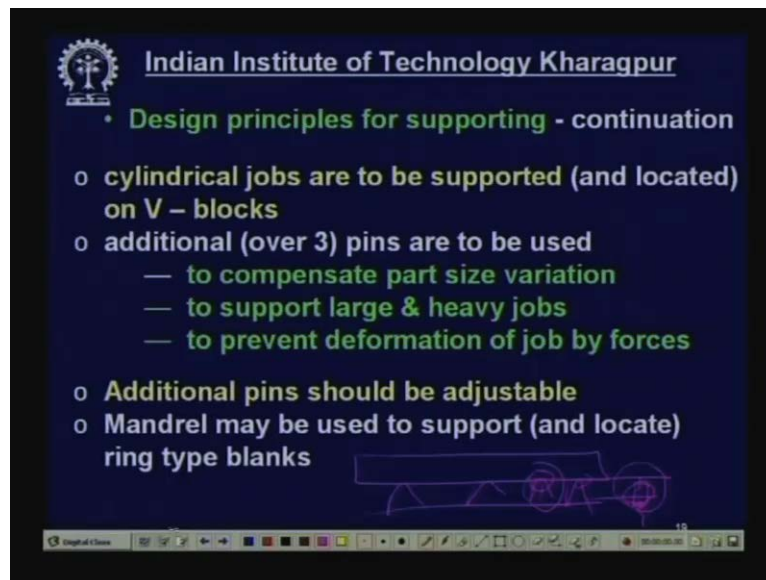 Indian Institute of Technology Kharagpur
• Design principles for supporting - continuation
o cylindrical jobs are to be supported (and located)
on V – blocks
o additional (over 3) pins are to be used
— to compensate part size variation
— to support large & heavy jobs
— to prevent deformation of job by forces
o Additional pins should be adjustable
o Mandrel may be used to support (and locate)
ring type blanks
19
Digital Class